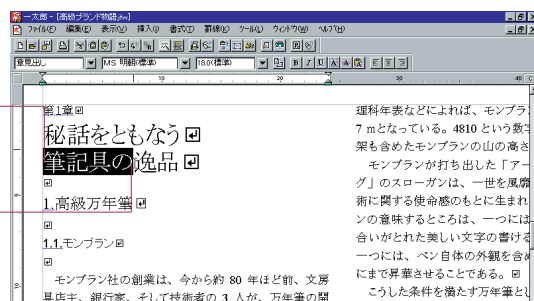 一太郎 - [高級ブランド物語.jtw]
ファイル(F) 編集(E) 表示(V) 挿入(I) 書式(T) 罫線(K) ツール(L) ウィンドウ(W) ヘルプ(H)
章見出し MS 明朝(標準) 18.0(標準) B I U A A
10 20 30 40
第1章
秘話をともなう
筆記具の逸品
1.高級万年筆
1.1.モンブラン
モンブラン社の創業は、今から約 80 年ほど前、文房
具店主、銀行家、そして技術者の 3 人が、万年筆の開
理科年表などによれば、モンブラ
7 mとなっている。4810 という数字
架も含めたモンブランの山の高さ
モンブランが打ち出した「アー
グ」のスローガンは、一世を風靡
術に関する使命感のもとに生まれ
ンの意味するところは、一つには
合いがとれた美しい文字の書ける
一つには、ペン自体の外観を含め
にまで昇華させることである。
こうした条件を満たす万年筆とし